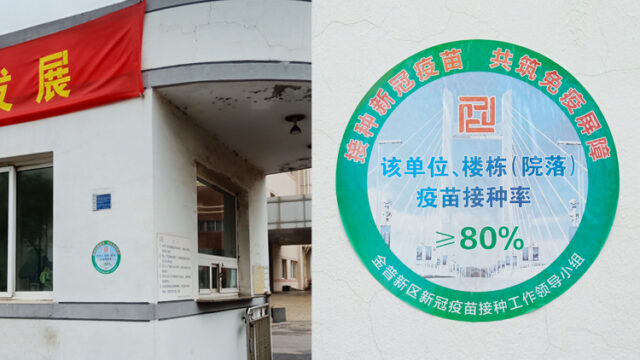 发展
接种新冠疫苗 共筑免疫屏障
该单位、楼栋(院落)
疫苗接种率
≥80%
金普新区新冠疫苗接种工作领导小组